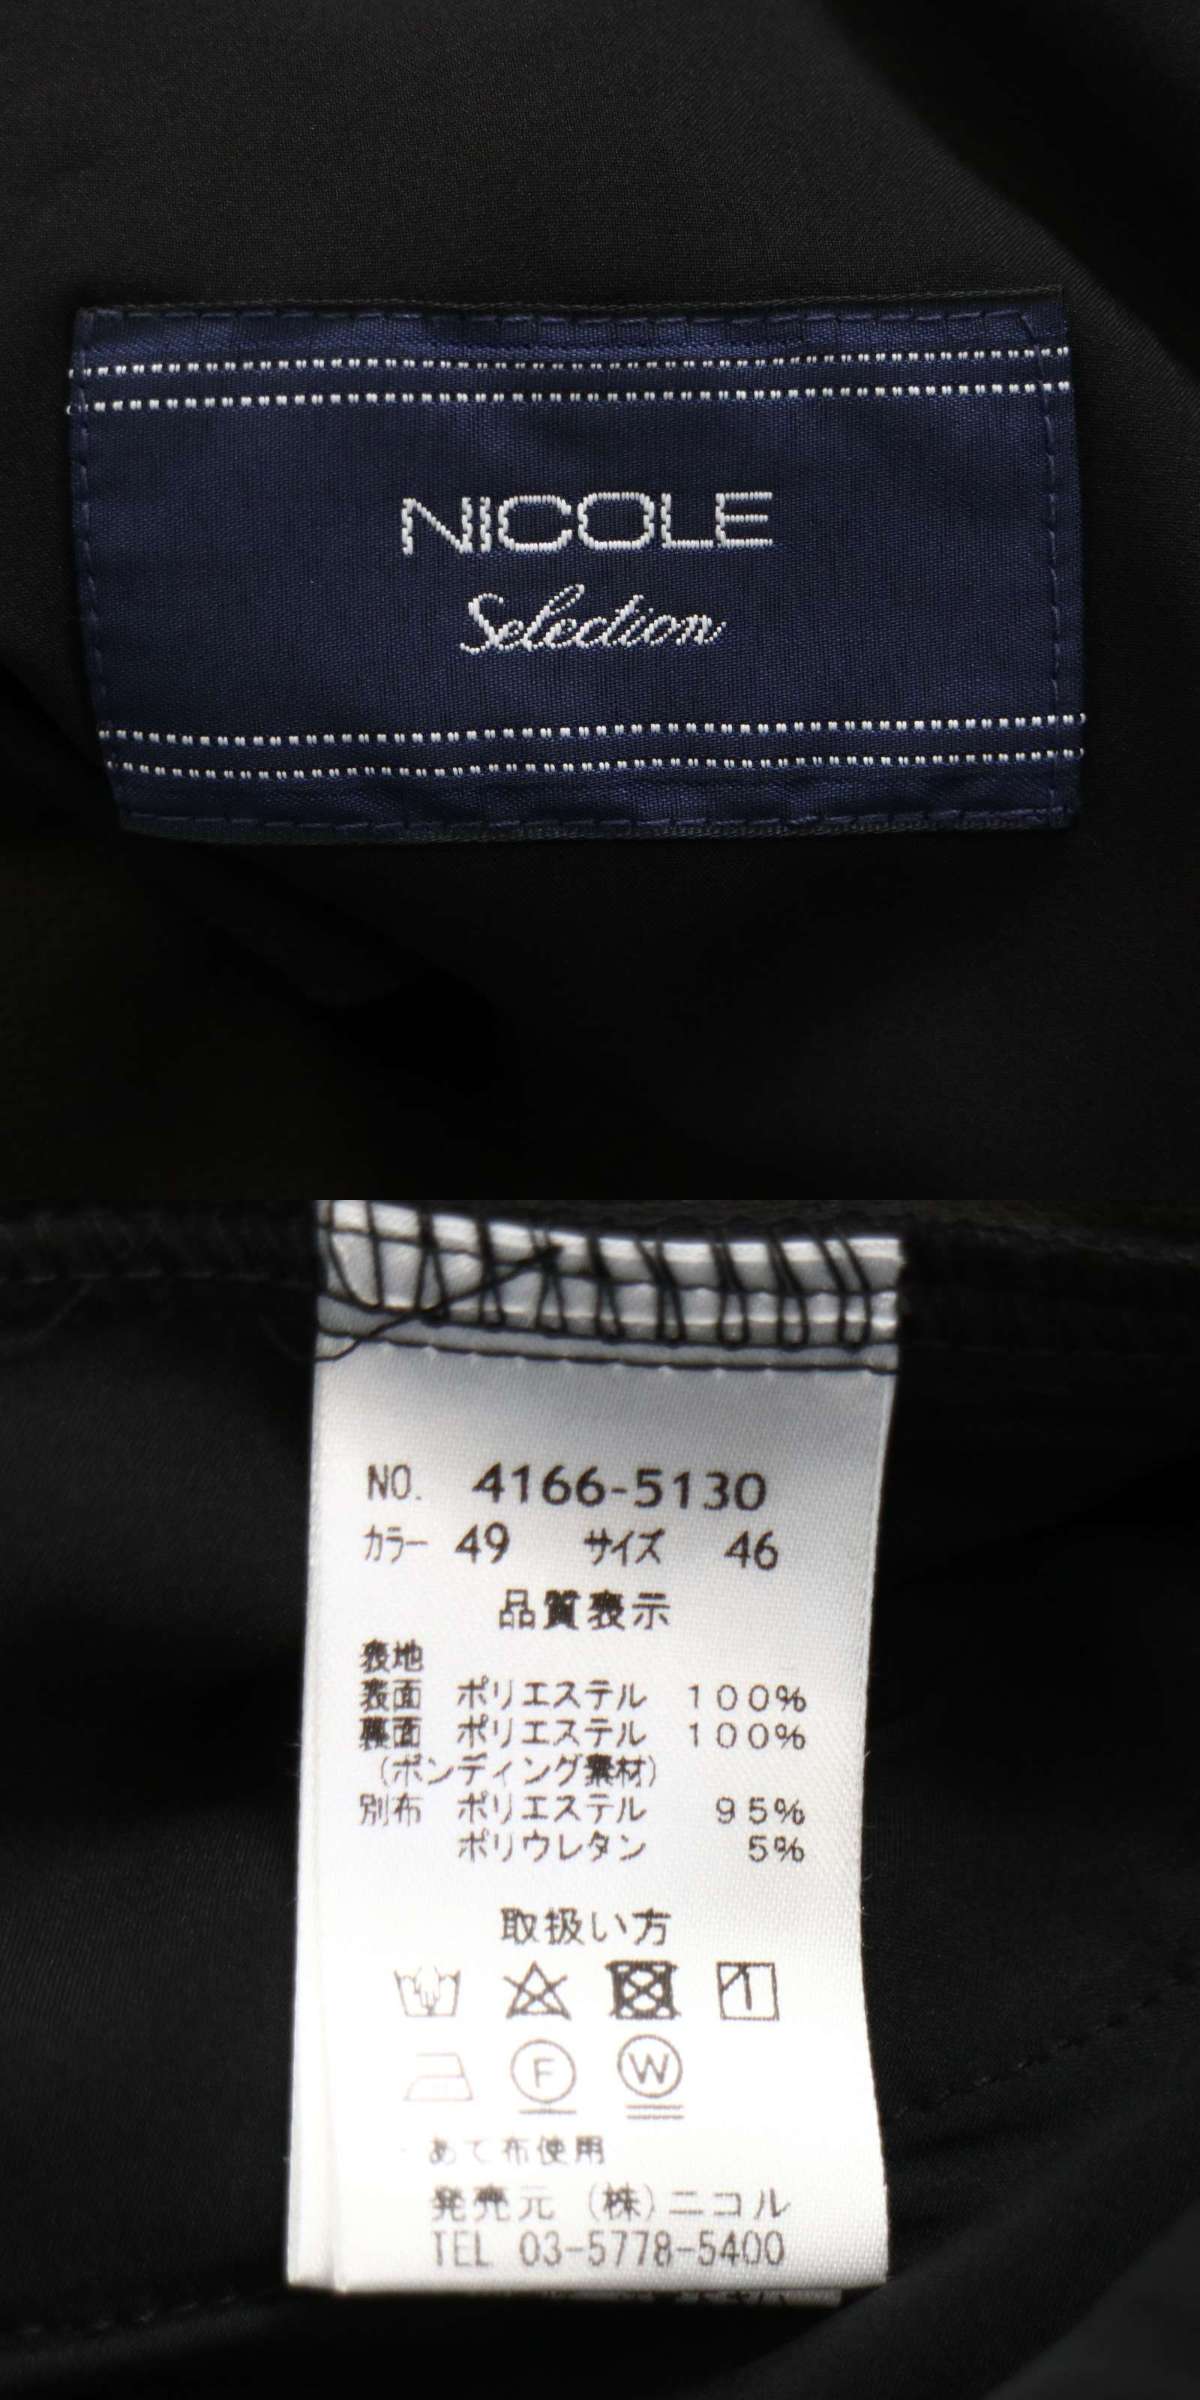 NICOLE
Selection
NO. 4166-5130
カラー 49 サイズ 46
品質表示
表地
表面 ポリエステル 100%
裏面 ポリエステル 100%
(ボンディング素材)
別布 ポリエステル 95%
ポリウレタン 5%
取扱い方
F W
あて布使用
発売元 (株)ニコル
TEL 03-5778-5400